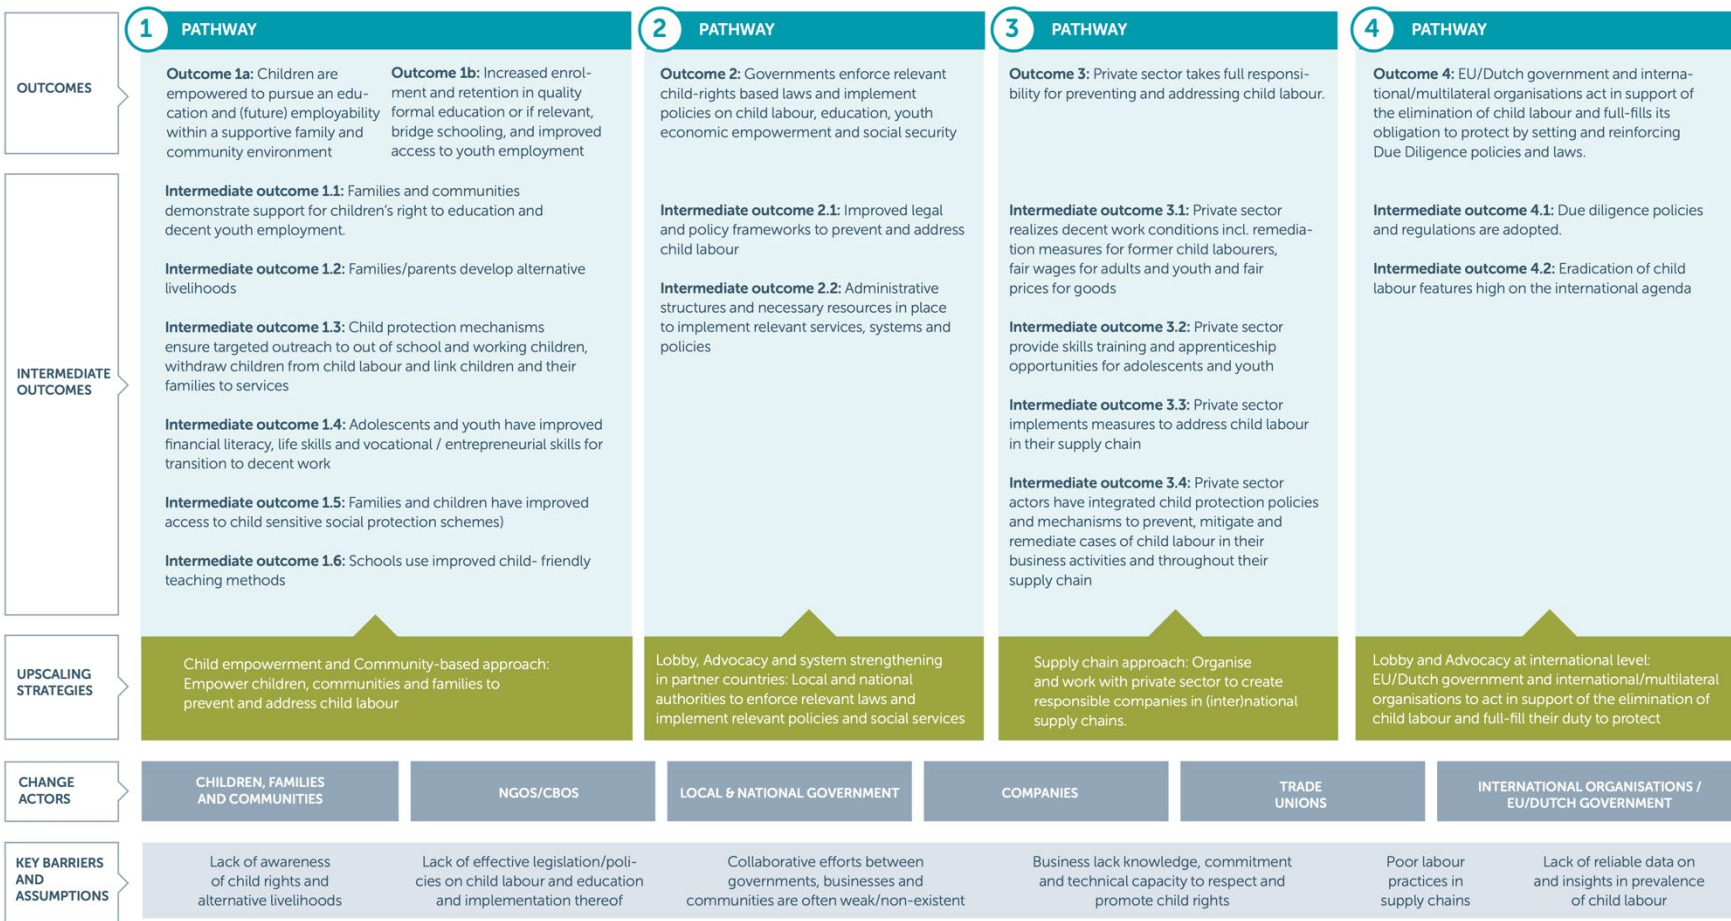 1 PATHWAY
2 PATHWAY
3 PATHWAY
4 PATHWAY
OUTCOMES
Outcome 1a: Children are
empowered to pursue an edu-
cation and (future) employability
within a supportive family and
community environment
Outcome 1b: Increased enrol-
ment and retention in quality
formal education or if relevant,
bridge schooling, and improved
access to youth employment
Outcome 2: Governments enforce relevant
child-rights based laws and implement
policies on child labour, education, youth
economic empowerment and social security
Outcome 3: Private sector takes full responsi-
bility for preventing and addressing child labour.
Outcome 4: EU/Dutch government and interna-
tional/multilateral organisations act in support of
the elimination of child labour and full-fills its
obligation to protect by setting and reinforcing
Due Diligence policies and laws.
INTERMEDIATE
OUTCOMES
Intermediate outcome 1.1: Families and communities
demonstrate support for children's right to education and
decent youth employment.
Intermediate outcome 1.2: Families/parents develop alternative
livelihoods
Intermediate outcome 1.3: Child protection mechanisms
ensure targeted outreach to out of school and working children,
withdraw children from child labour and link children and their
families to services
Intermediate outcome 1.4: Adolescents and youth have improved
financial literacy, life skills and vocational / entrepreneurial skills for
transition to decent work
Intermediate outcome 1.5: Families and children have improved
access to child sensitive social protection schemes)
Intermediate outcome 1.6: Schools use improved child- friendly
teaching methods
Intermediate outcome 2.1: Improved legal
and policy frameworks to prevent and address
child labour
Intermediate outcome 2.2: Administrative
structures and necessary resources in place
to implement relevant services, systems and
policies
Intermediate outcome 3.1: Private sector
realizes decent work conditions incl. remedia-
tion measures for former child labourers,
fair wages for adults and youth and fair
prices for goods
Intermediate outcome 3.2: Private sector
provide skills training and apprenticeship
opportunities for adolescents and youth
Intermediate outcome 3.3: Private sector
implements measures to address child labour
in their supply chain
Intermediate outcome 3.4: Private sector
actors have integrated child protection policies
and mechanisms to prevent, mitigate and
remediate cases of child labour in their
business activities and throughout their
supply chain
Intermediate outcome 4.1: Due diligence policies
and regulations are adopted.
Intermediate outcome 4.2: Eradication of child
labour features high on the international agenda
UPSCALING
STRATEGIES
Child empowerment and Community-based approach:
Empower children, communities and families to
prevent and address child labour
Lobby, Advocacy and system strengthening
in partner countries: Local and national
authorities to enforce relevant laws and
implement relevant policies and social services
Supply chain approach: Organise
and work with private sector to create
responsible companies in (inter)national
supply chains.
Lobby and Advocacy at international level:
EU/Dutch government and international/multilateral
organisations to act in support of the elimination of
child labour and full-fill their duty to protect
CHANGE
ACTORS
CHILDREN, FAMILIES
AND COMMUNITIES
NGOS/CBOS
LOCAL & NATIONAL GOVERNMENT
COMPANIES
TRADE
UNIONS
INTERNATIONAL ORGANISATIONS /
EU/DUTCH GOVERNMENT
KEY BARRIERS
AND
ASSUMPTIONS
Lack of awareness
of child rights and
alternative livelihoods
Lack of effective legislation/poli-
cies on child labour and education
and implementation thereof
Collaborative efforts between
governments, businesses and
communities are often weak/non-existent
Business lack knowledge, commitment
and technical capacity to respect and
promote child rights
Poor labour
practices in
supply chains
Lack of reliable data on
and insights in prevalence
of child labour